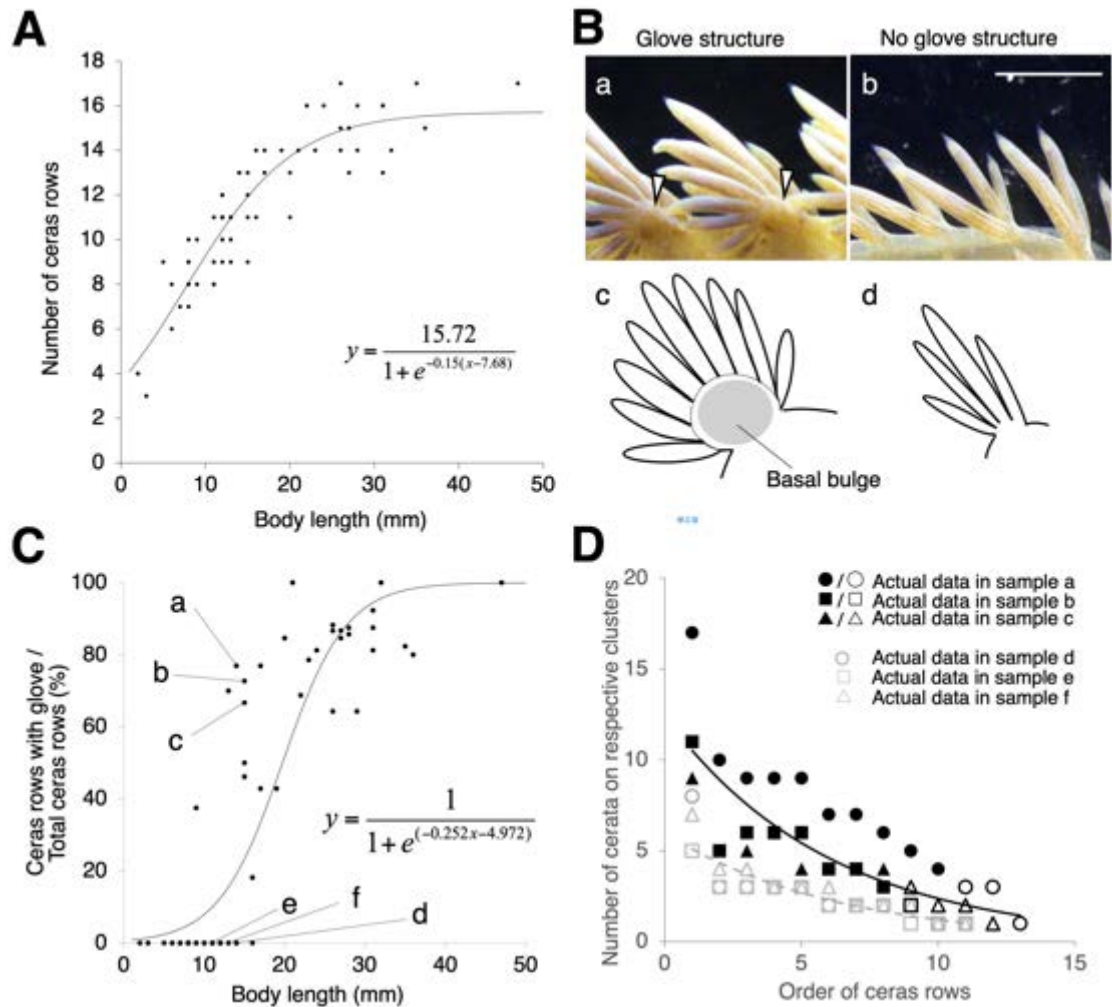 A
Number of ceras rows
18
16
14
12
10
8
6
4
2
0
0 10 20 30 40 50
Body length (mm)
y = 15.72 / 1 + e^{-0.15(x-7.68)}
B
Glove structure
No glove structure
a
b
c
d
Basal bulge
C
Ceras rows with glove /
Total ceras rows (%)
100
80
60
40
20
0
0 10 20 30 40 50
Body length (mm)
a
b
c
e
f
d
y = 1 / 1 + e^{(-0.252x-4.972)}
D
Number of cerata on respective clusters
20
15
10
5
0
0 5 10 15
Order of ceras rows
●/○ Actual data in sample a
■/□ Actual data in sample b
▲/△ Actual data in sample c
○ Actual data in sample d
□ Actual data in sample e
△ Actual data in sample f